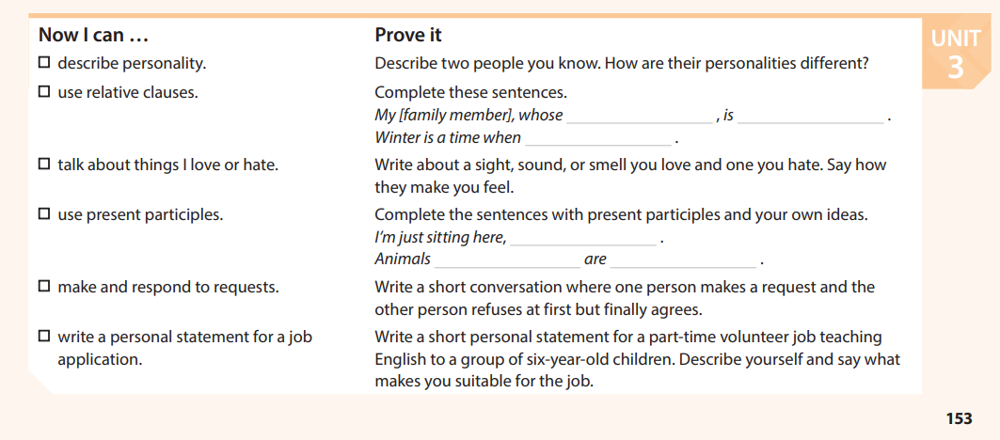 Now I can … Prove it
UNIT
3
describe personality. Describe two people you know. How are their personalities different?
use relative clauses. Complete these sentences.
My [family member], whose , is .
Winter is a time when .
talk about things I love or hate. Write about a sight, sound, or smell you love and one you hate. Say how
they make you feel.
use present participles. Complete the sentences with present participles and your own ideas.
I’m just sitting here, .
Animals are .
make and respond to requests. Write a short conversation where one person makes a request and the
other person refuses at first but finally agrees.
write a personal statement for a job Write a short personal statement for a part-time volunteer job teaching
application. English to a group of six-year-old children. Describe yourself and say what
makes you suitable for the job.
153